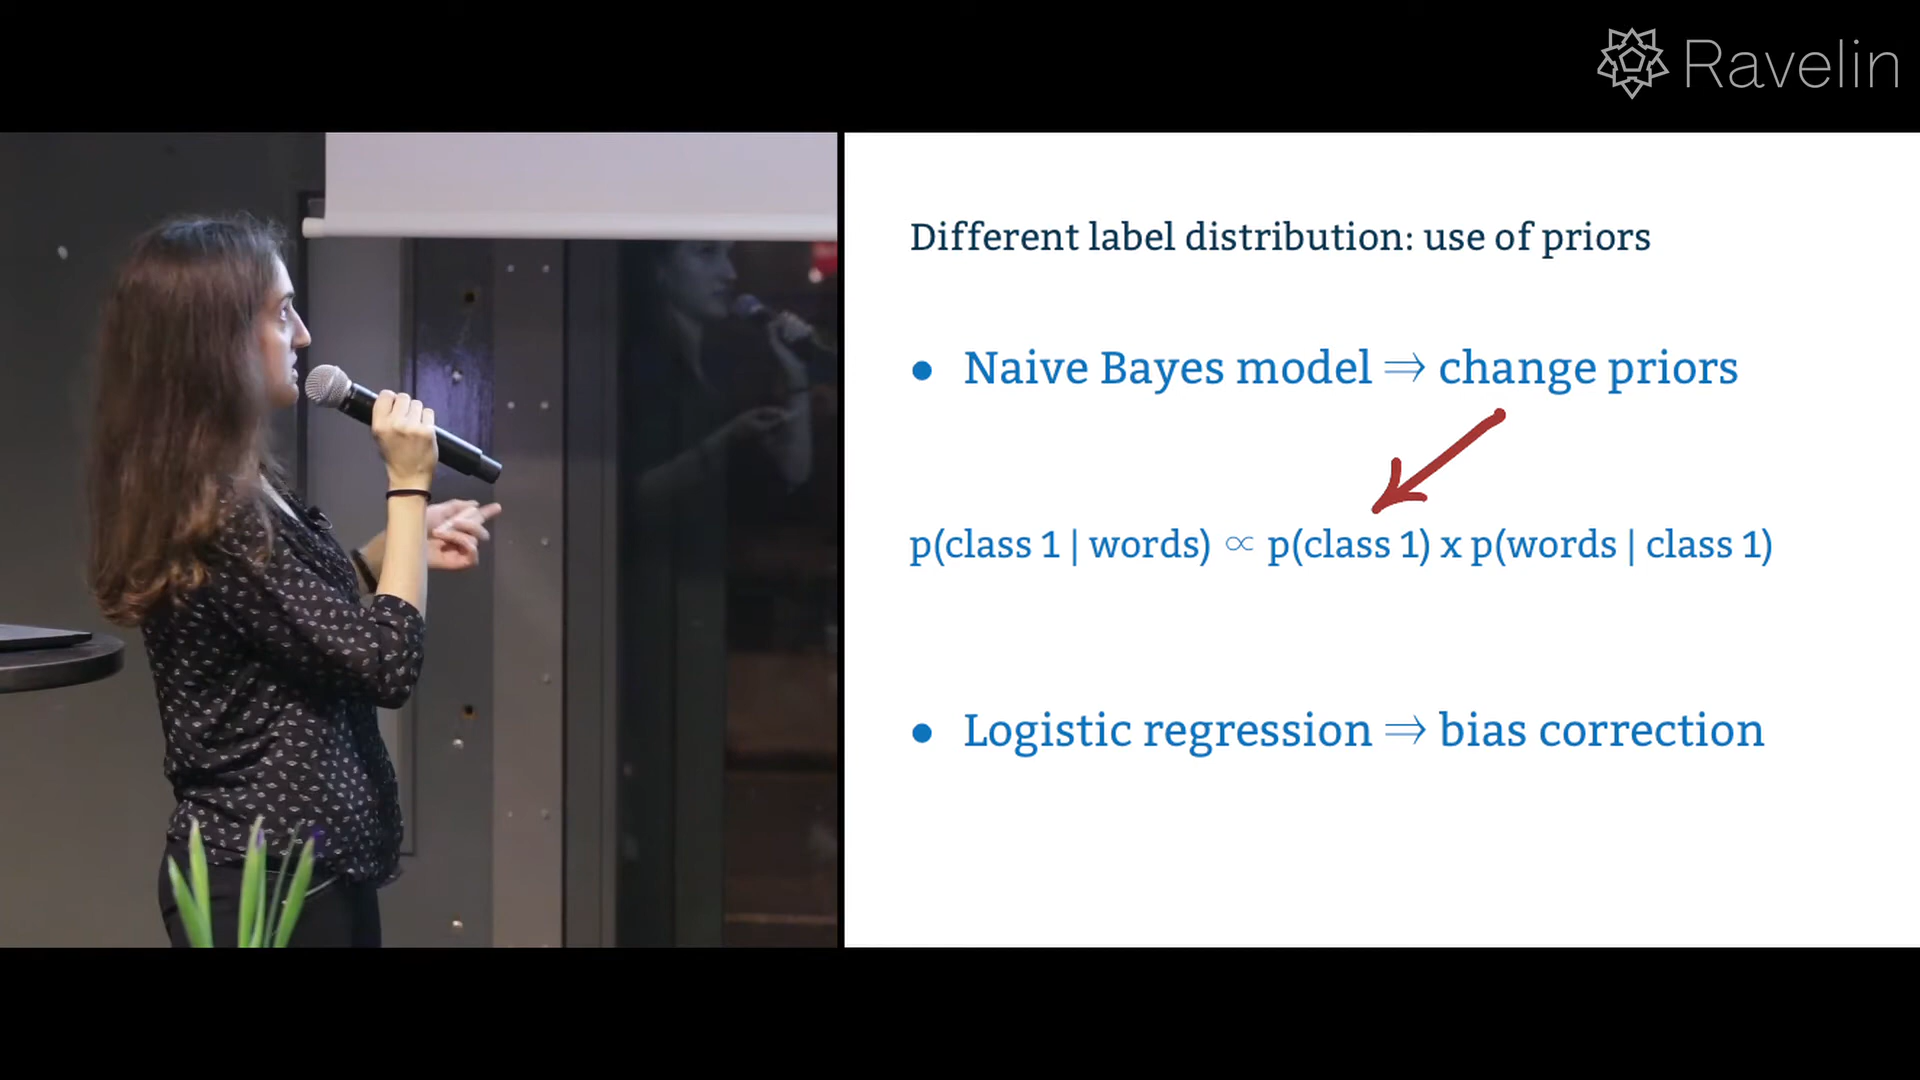 Ravelin
Different label distribution: use of priors
● Naive Bayes model ⇒ change priors
p(class 1 | words) ∝ p(class 1) x p(words | class 1)
● Logistic regression ⇒ bias correction